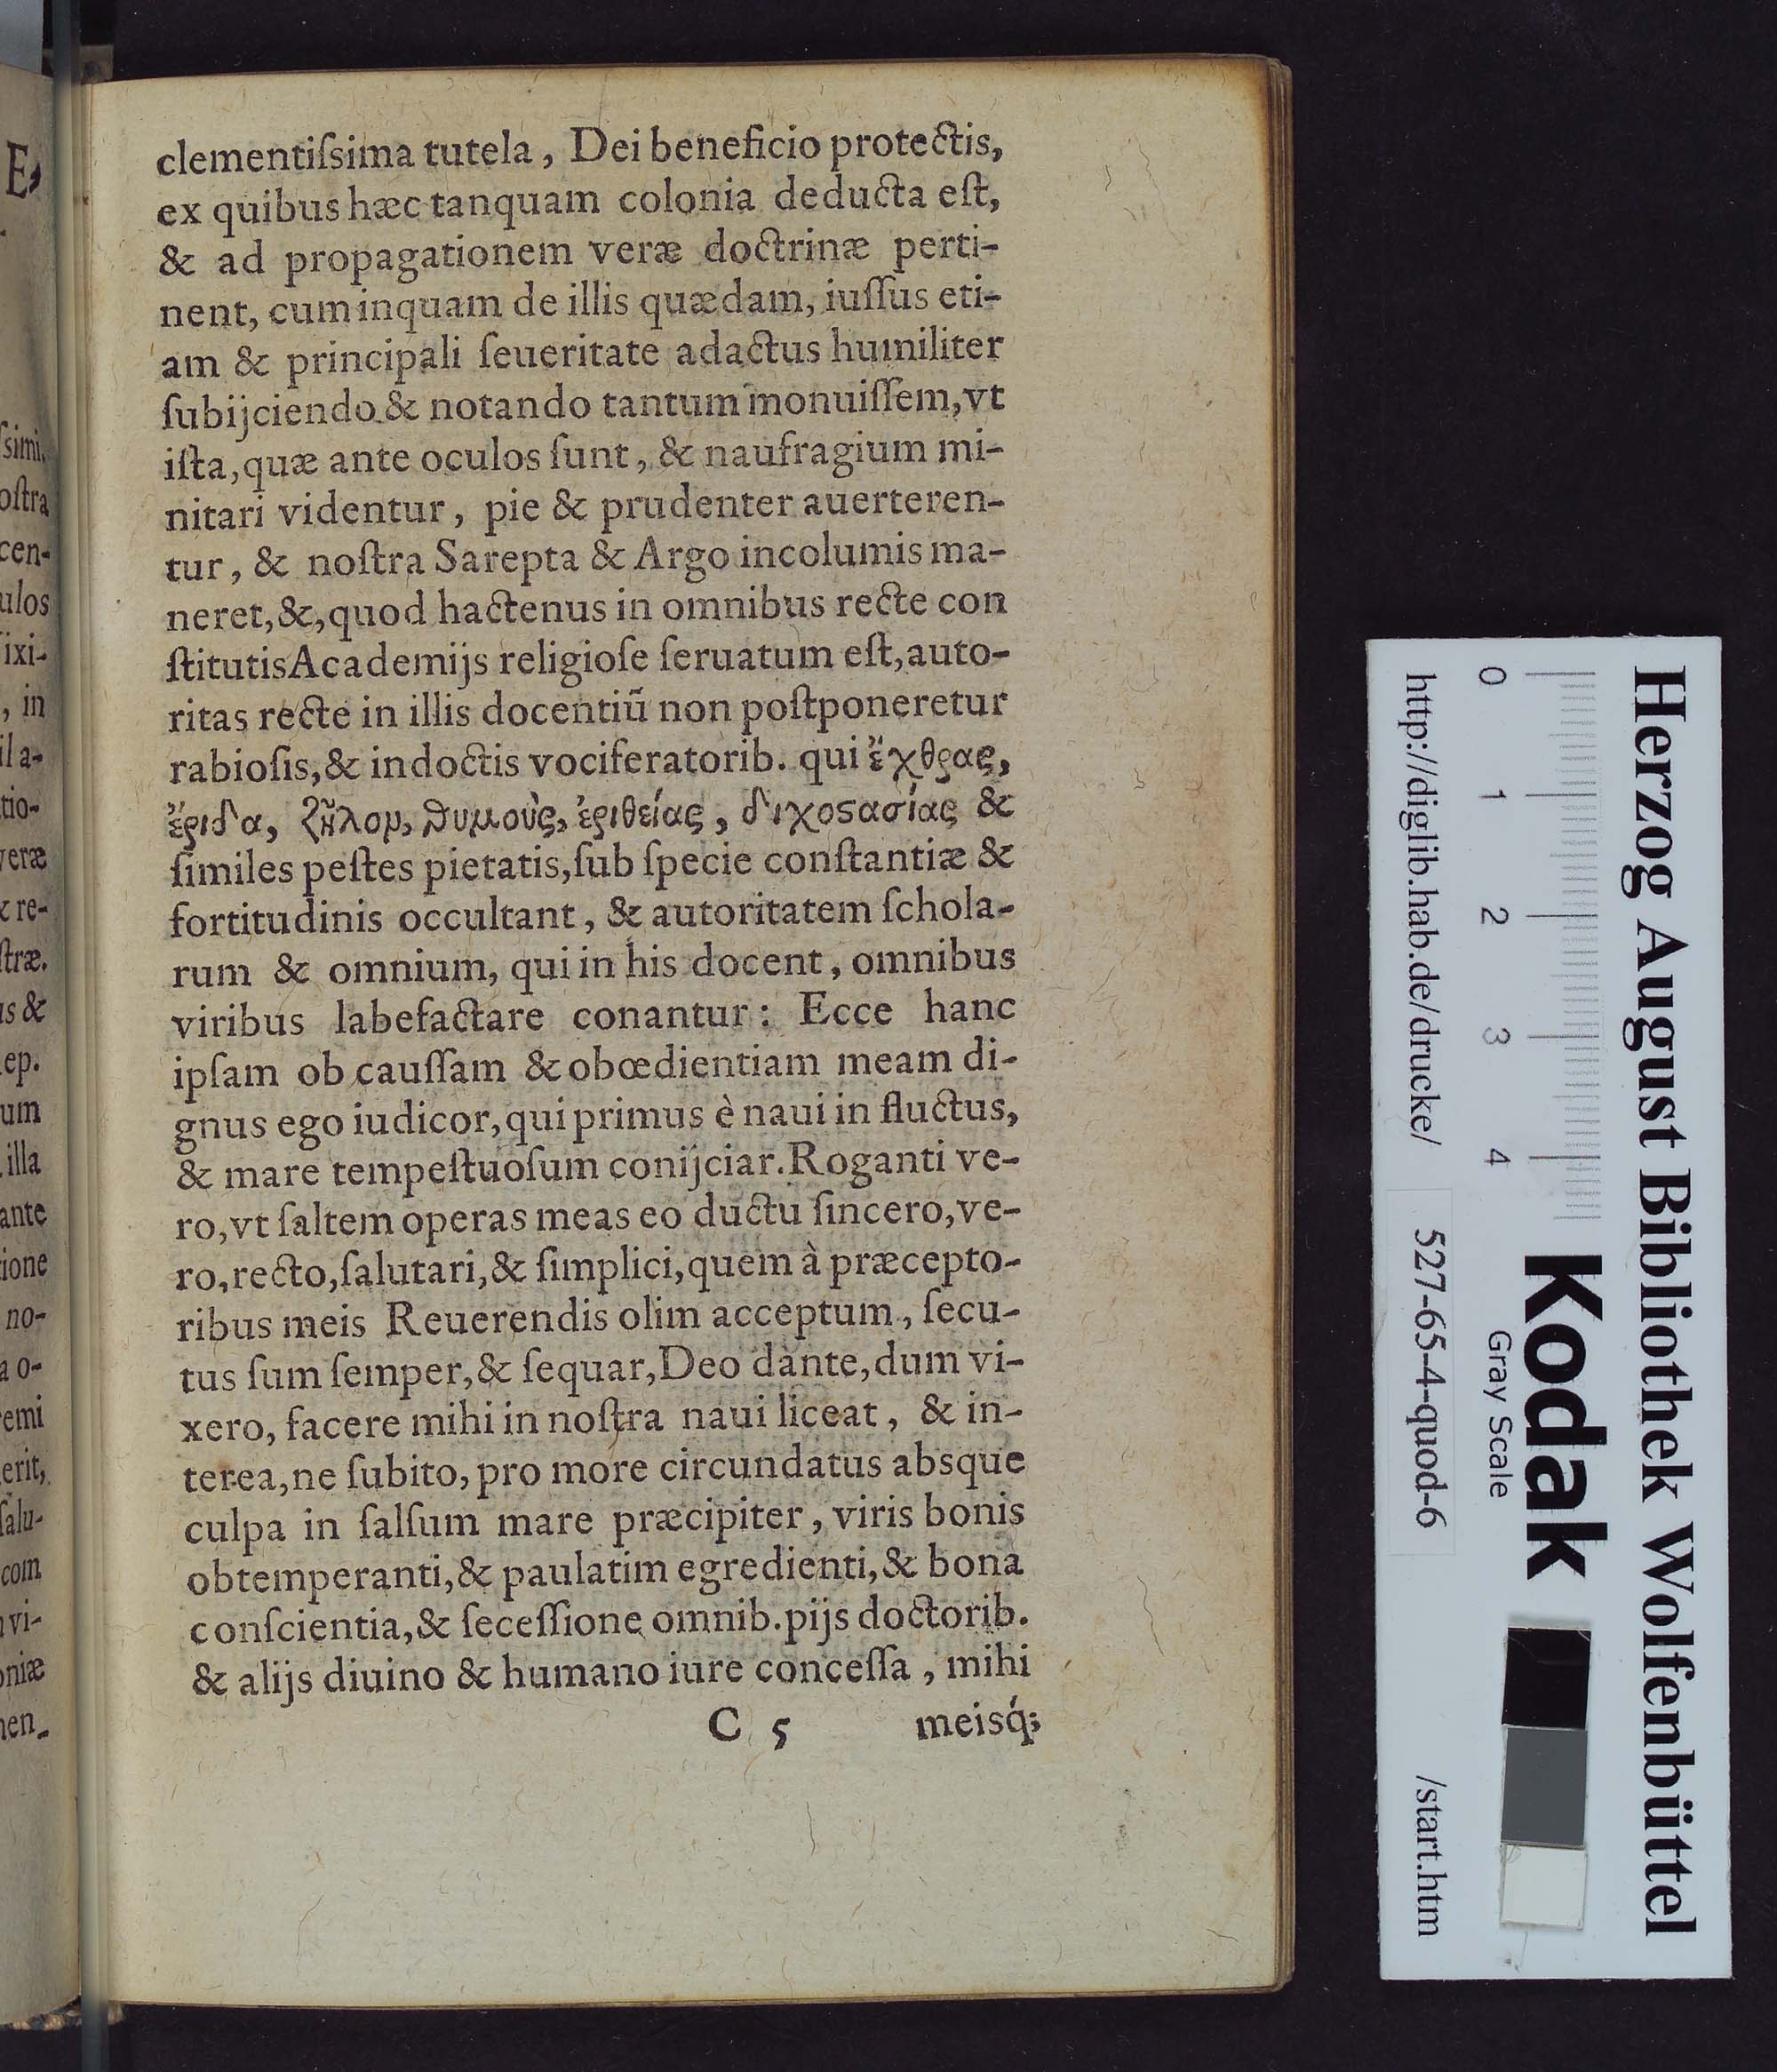 clementiſsima tutela, Dei beneficio protectis,
ex quibus hæc tanquam colonia deducta eſt,
& ad propagationem veræ doctrinæ perti-
nent, cum inquam de illis quædam, iuſſus eti-
am & principali ſeueritate adactus humiliter
ſubijciendo & notando tantum monuiſſem, vt
iſta, quæ ante oculos ſunt, & naufragium mi-
nitari videntur, pie & prudenter auerteren-
tur, & noſtra Sarepta & Argo incolumis ma-
neret, &, quod hactenus in omnibus recte con
ſtitutis Academijs religioſe ſeruatum eſt, auto-
ritas recte in illis docentiũ non poſtponeretur
rabioſis, & indoctis vociferatorib. qui ἔχθρας,
ἔριδα, ζῆλον, θυμοὺς, ἐριθείας, διχοϛασίας &
ſimiles peſtes pietatis, ſub ſpecie conſtantiæ &
fortitudinis occultant, & autoritatem ſchola-
rum & omnium, qui in his docent, omnibus
viribus labefactare conantur: Ecce hanc
ipſam ob cauſſam & obœdientiam meam di-
gnus ego iudicor, qui primus è naui in fluctus,
& mare tempeſtuoſum conijciar. Roganti ve-
ro, vt ſaltem operas meas eo ductu ſincero, ve-
ro, recto, ſalutari, & ſimplici, quem à præcepto-
ribus meis Reuerendis olim acceptum, ſecu-
tus ſum ſemper, & ſequar, Deo dante, dum vi-
xero, facere mihi in noſtra naui liceat, & in-
terea, ne ſubito, pro more circundatus absque
culpa in ſalſum mare præcipiter, viris bonis
obtemperanti, & paulatim egredienti, & bona
conſcientia, & ſeceſſione omnib. pijs doctorib.
& alijs diuino & humano iure conceſſa, mihi
C 5 meisq́;
Herzog August Bibliothek Wolfenbüttel
0 1 2 3 4
Kodak
Gray Scale
http://diglib.hab.de/drucke/ 527-65-4-quod-6 /start.htm